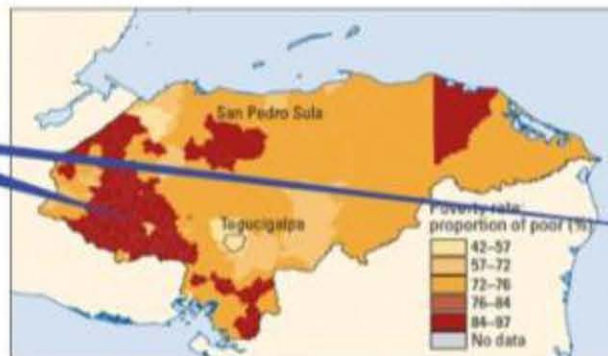 San Pedro Sula
Tegucigalpa
Poverty rate:
proportion of poor (%)
42–57
57–72
72–76
76–84
84–97
No data